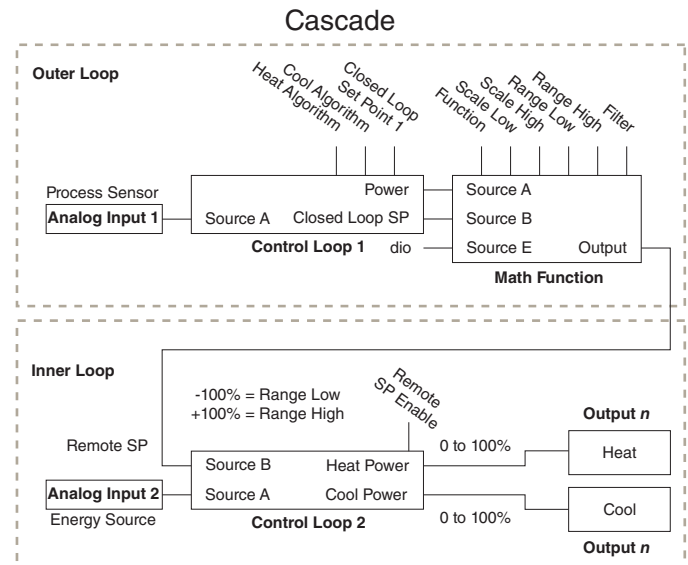 Cascade
Outer Loop
Heat Algorithm
Cool Algorithm
Closed Loop
Set Point 1
Function
Scale Low
Scale High
Range Low
Range High
Filter
Process Sensor
Analog Input 1
Source A
Power
Closed Loop SP
Control Loop 1
dio
Source A
Source B
Source E
Output
Math Function
Inner Loop
-100% = Range Low
+100% = Range High
Remote
SP Enable
Remote SP
Analog Input 2
Energy Source
Source B
Source A
Heat Power
Cool Power
Control Loop 2
0 to 100%
0 to 100%
Output n
Heat
Cool
Output n